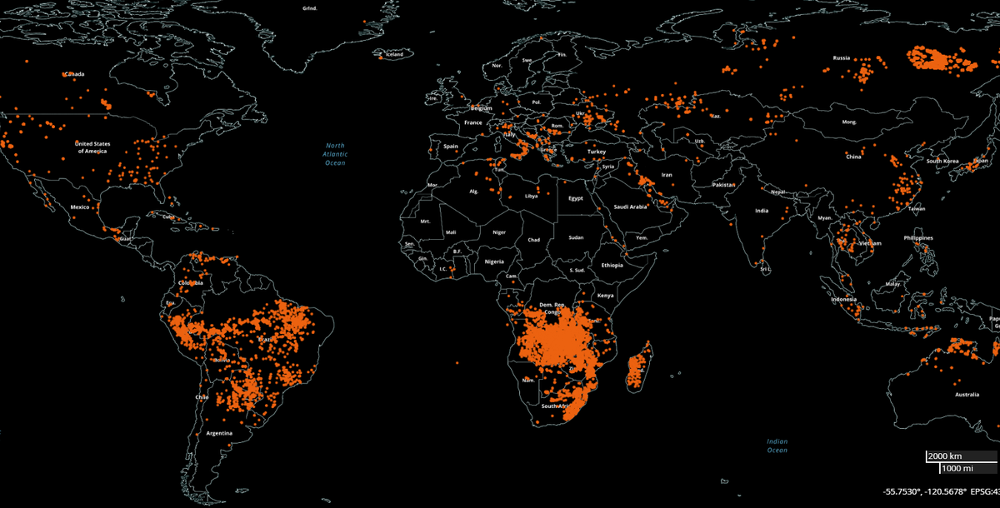 Grlnd.
Iceland
Nor.
Swe.
Fin.
Russia
Canada
Ire.
Belgium
Pol.
Ukr.
France
Rom.
Kaz.
Mong.
United States
of America
North
Atlantic
Ocean
Spain
Italy
Greece
Turkey
Uzb.
China
South Korea
Japan
Tun.
Syria
Iran
Mor.
Alg.
Libya
Egypt
Saudi Arabia
Pakistan
Nepal
India
Myan.
Taiwan
Mexico
Cuba
Guat.
Mrt.
Mali
Niger
Chad
Sudan
Yem.
Vietnam
Philippines
Sen.
Gin.
B.F.
I.C.
Nigeria
Cam.
S. Sud.
Ethiopia
Sri L.
Malay.
Colombia
Ecu.
Dem. Rep.
Congo
Kenya
Tanz.
Indonesia
Papua
Brazil
Bolivia
Nam.
Chile
South Africa
Australia
Argentina
Indian
Ocean
2000 km
1000 mi
-55.7530°, -120.5678° EPSG:43